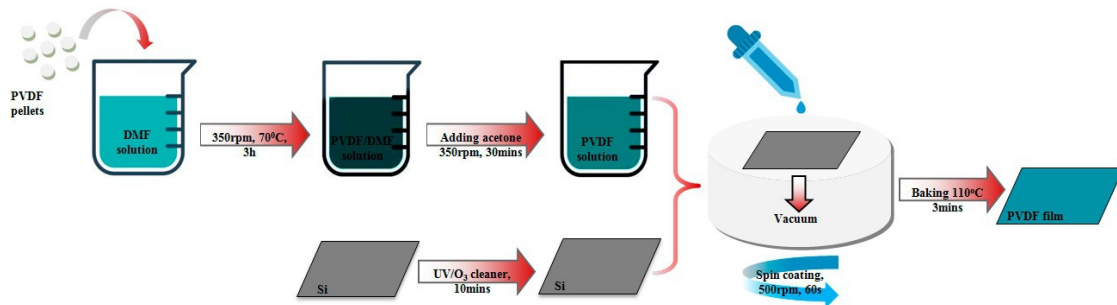 PVDF
pellets
DMF
solution
350rpm, 70⁰C,
3h
PVDF/DMF
solution
Adding acetone
350rpm, 30mins
PVDF
solution
Si
UV/O₃ cleaner,
10mins
Si
Vacuum
Spin coating,
500rpm, 60s
Baking 110°C
3mins
PVDF film